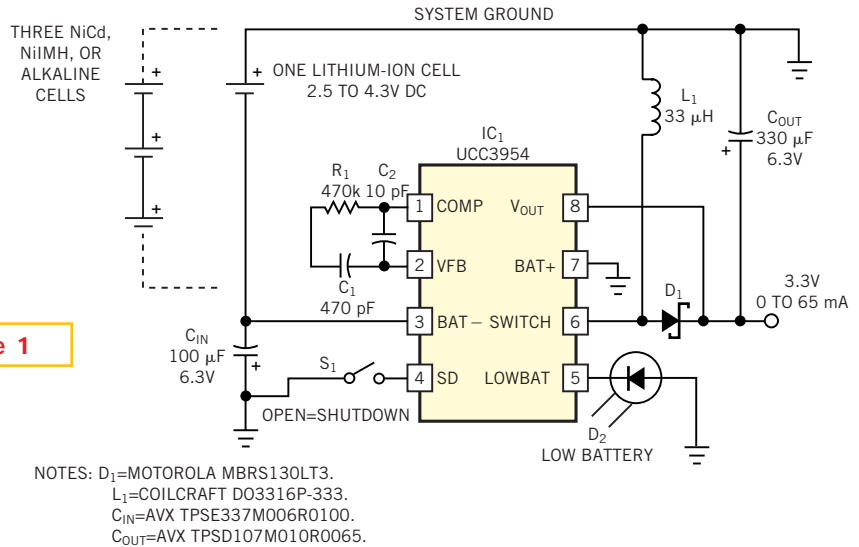 SYSTEM GROUND
THREE NiCd,
NiIMH, OR
ALKALINE
CELLS
+
+
+
+
ONE LITHIUM-ION CELL
2.5 TO 4.3V DC
L1
33 μH
COUT
330 μF
6.3V
+
IC1
UCC3954
R1
470k
C2
10 pF
C1
470 pF
1 COMP
2 VFB
3 BAT–
4 SD
VOUT 8
BAT+ 7
SWITCH 6
LOWBAT 5
D1
3.3V
0 TO 65 mA
e 1
CIN
100 μF
6.3V
+
S1
OPEN=SHUTDOWN
D2
LOW BATTERY
NOTES: D1=MOTOROLA MBRS130LT3.
L1=COILCRAFT DO3316P-333.
CIN=AVX TPSE337M006R0100.
COUT=AVX TPSD107M010R0065.